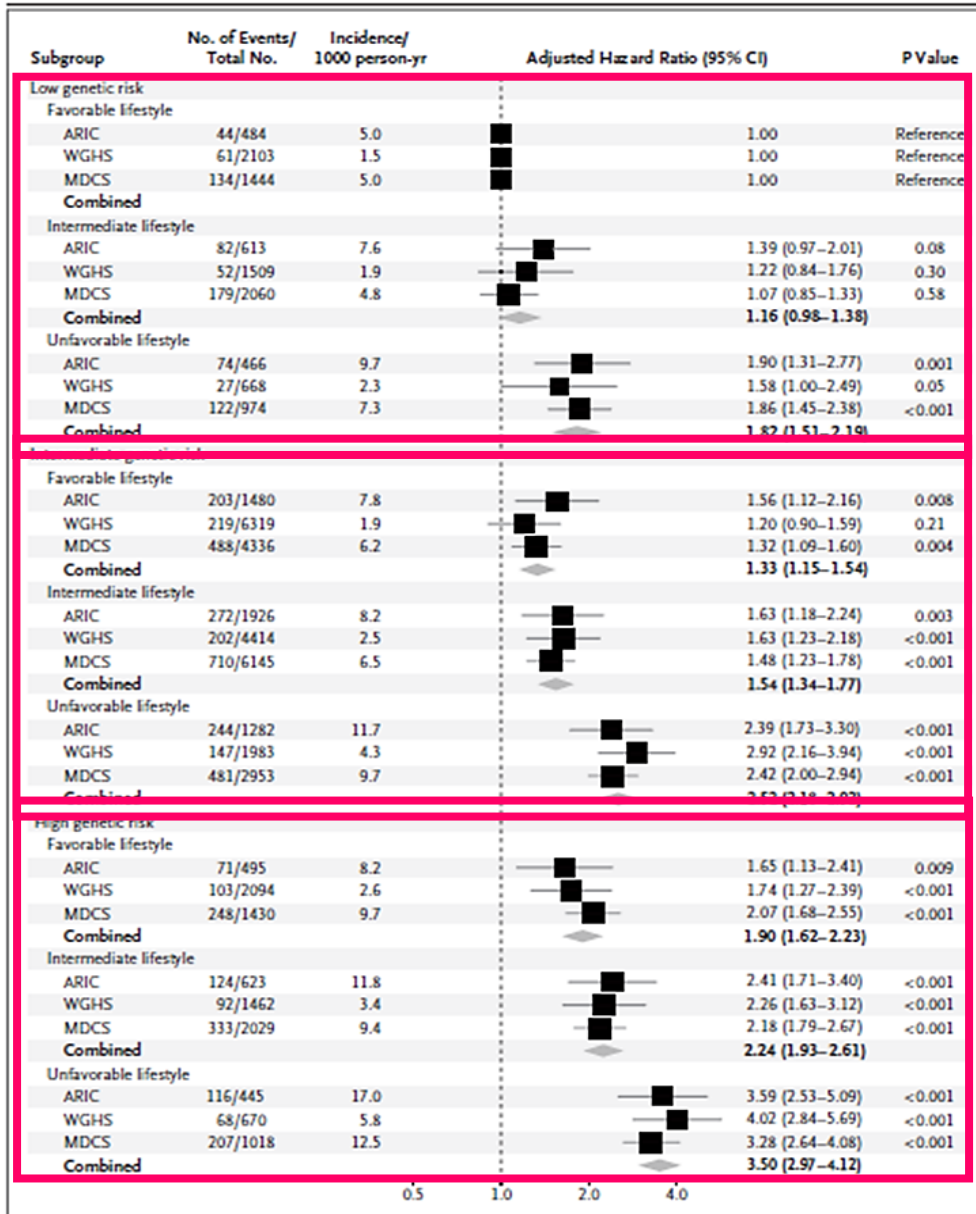 No. of Events/ Incidence/
Subgroup Total No. 1000 person-yr Adjusted Hazard Ratio (95% CI) P Value
Low genetic risk
Favorable lifestyle
ARIC 44/484 5.0 1.00 Reference
WGHS 61/2103 1.5 1.00 Reference
MDCS 134/1444 5.0 1.00 Reference
Combined
Intermediate lifestyle
ARIC 82/613 7.6 1.39 (0.97–2.01) 0.08
WGHS 52/1509 1.9 1.22 (0.84–1.76) 0.30
MDCS 179/2060 4.8 1.07 (0.85–1.33) 0.58
Combined 1.16 (0.98–1.38)
Unfavorable lifestyle
ARIC 74/466 9.7 1.90 (1.31–2.77) 0.001
WGHS 27/668 2.3 1.58 (1.00–2.49) 0.05
MDCS 122/974 7.3 1.86 (1.45–2.38) <0.001
Combined 1.82 (1.51–2.19)
Intermediate genetic risk
Favorable lifestyle
ARIC 203/1480 7.8 1.56 (1.12–2.16) 0.008
WGHS 219/6319 1.9 1.20 (0.90–1.59) 0.21
MDCS 488/4336 6.2 1.32 (1.09–1.60) 0.004
Combined 1.33 (1.15–1.54)
Intermediate lifestyle
ARIC 272/1926 8.2 1.63 (1.18–2.24) 0.003
WGHS 202/4414 2.5 1.63 (1.23–2.18) <0.001
MDCS 710/6145 6.5 1.48 (1.23–1.78) <0.001
Combined 1.54 (1.34–1.77)
Unfavorable lifestyle
ARIC 244/1282 11.7 2.39 (1.73–3.30) <0.001
WGHS 147/1983 4.3 2.92 (2.16–3.94) <0.001
MDCS 481/2953 9.7 2.42 (2.00–2.94) <0.001
Combined
High genetic risk
Favorable lifestyle
ARIC 71/495 8.2 1.65 (1.13–2.41) 0.009
WGHS 103/2094 2.6 1.74 (1.27–2.39) <0.001
MDCS 248/1430 9.7 2.07 (1.68–2.55) <0.001
Combined 1.90 (1.62–2.23)
Intermediate lifestyle
ARIC 124/623 11.8 2.41 (1.71–3.40) <0.001
WGHS 92/1462 3.4 2.26 (1.63–3.12) <0.001
MDCS 333/2029 9.4 2.18 (1.79–2.67) <0.001
Combined 2.24 (1.93–2.61)
Unfavorable lifestyle
ARIC 116/445 17.0 3.59 (2.53–5.09) <0.001
WGHS 68/670 5.8 4.02 (2.84–5.69) <0.001
MDCS 207/1018 12.5 3.28 (2.64–4.08) <0.001
Combined 3.50 (2.97–4.12)
0.5 1.0 2.0 4.0